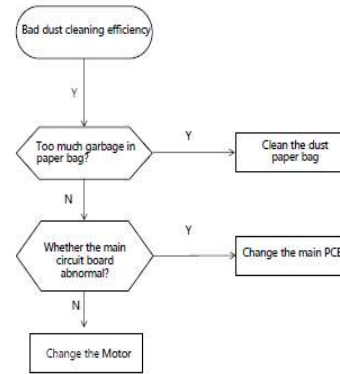 Bad dust cleaning efficiency
Y
Too much garbage in
paper bag?
Y
Clean the dust
paper bag
N
Whether the main
circuit board
abnormal?
Y
Change the main PCB
N
Change the Motor